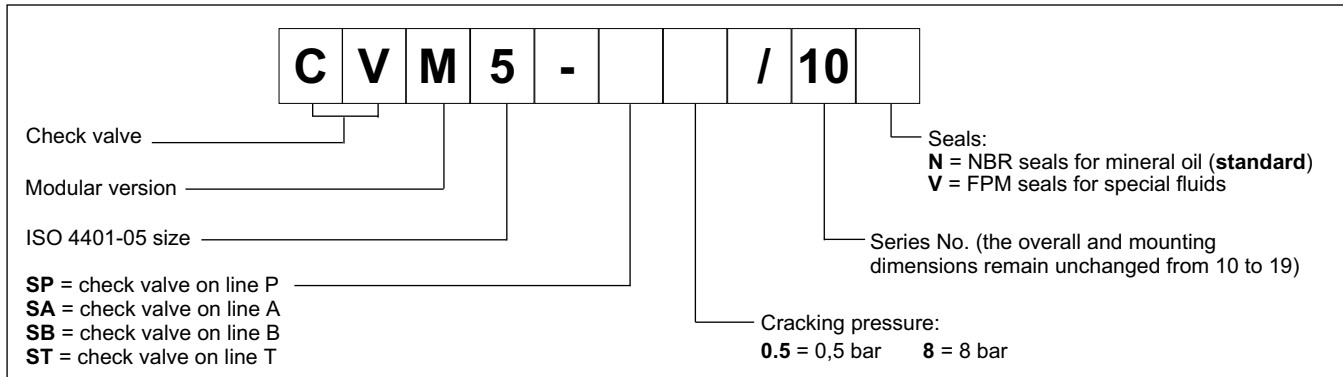 C V M 5 - / 10
Check valve
Modular version
ISO 4401-05 size
SP = check valve on line P
SA = check valve on line A
SB = check valve on line B
ST = check valve on line T
Seals:
N = NBR seals for mineral oil (standard)
V = FPM seals for special fluids
Series No. (the overall and mounting
dimensions remain unchanged from 10 to 19)
Cracking pressure:
0.5 = 0,5 bar 8 = 8 bar